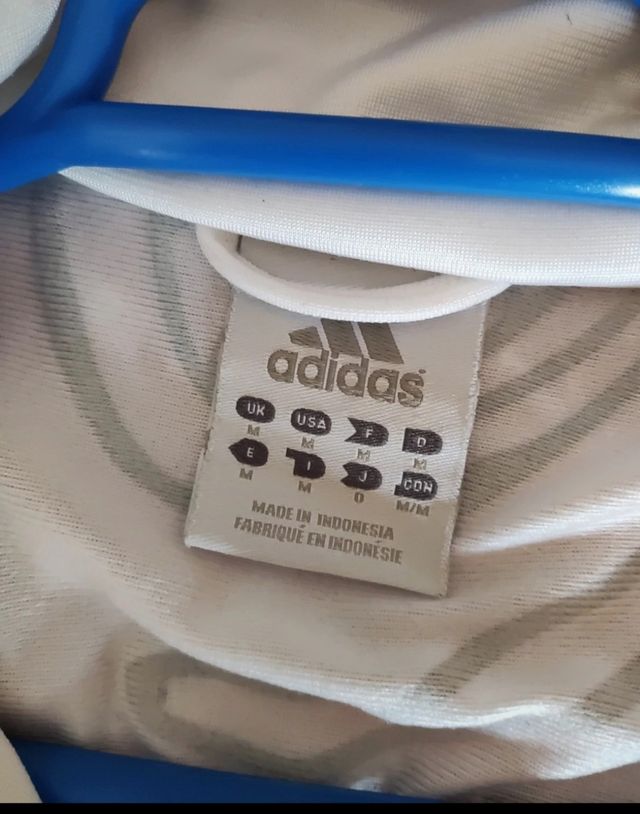 adidas
UK USA F D
M M M M
E I J CDN
M M O M/M
MADE IN INDONESIA
FABRIQUÉ EN INDONÉSIE